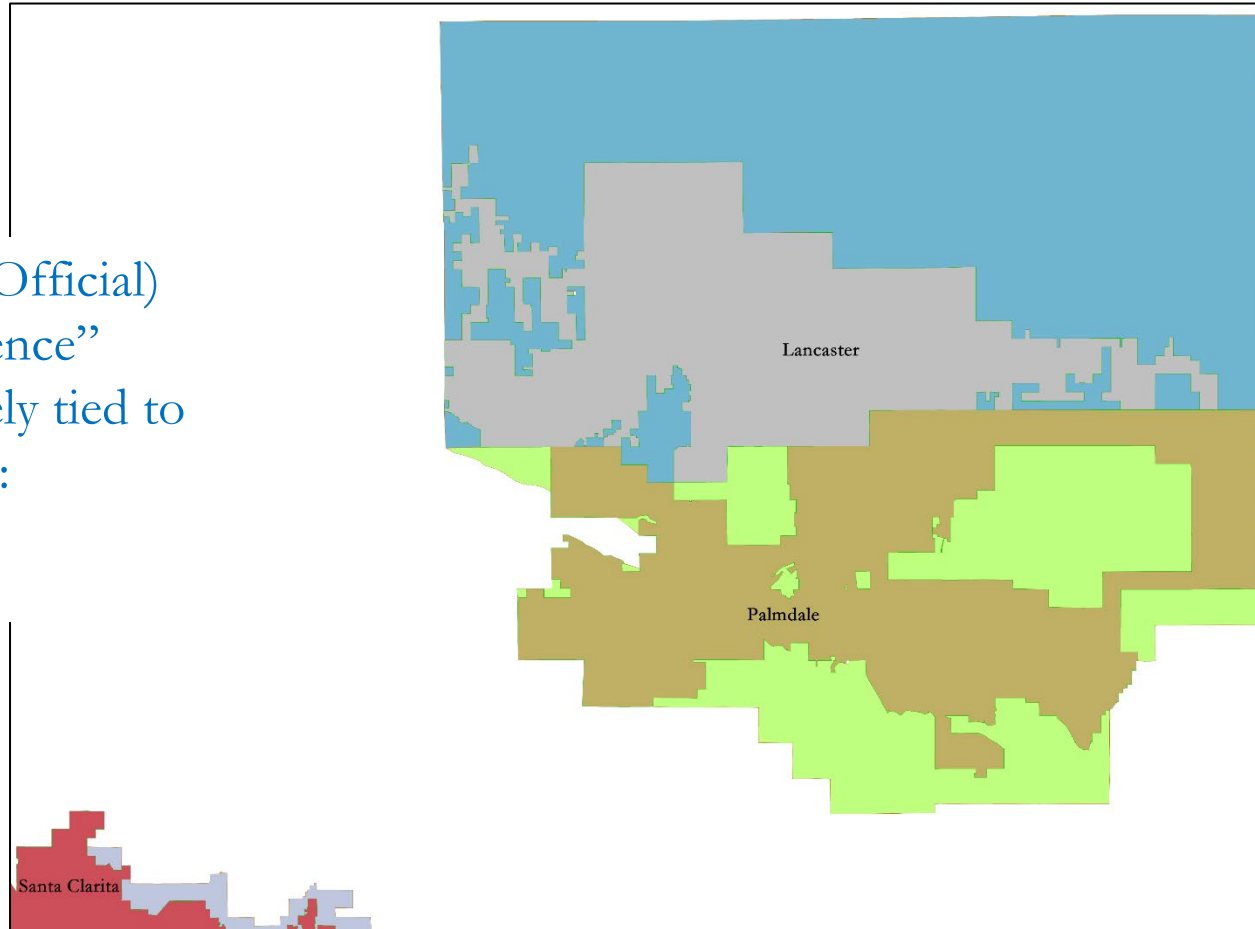 Official)
ence”
ely tied to
:
Lancaster
Palmdale
Santa Clarita